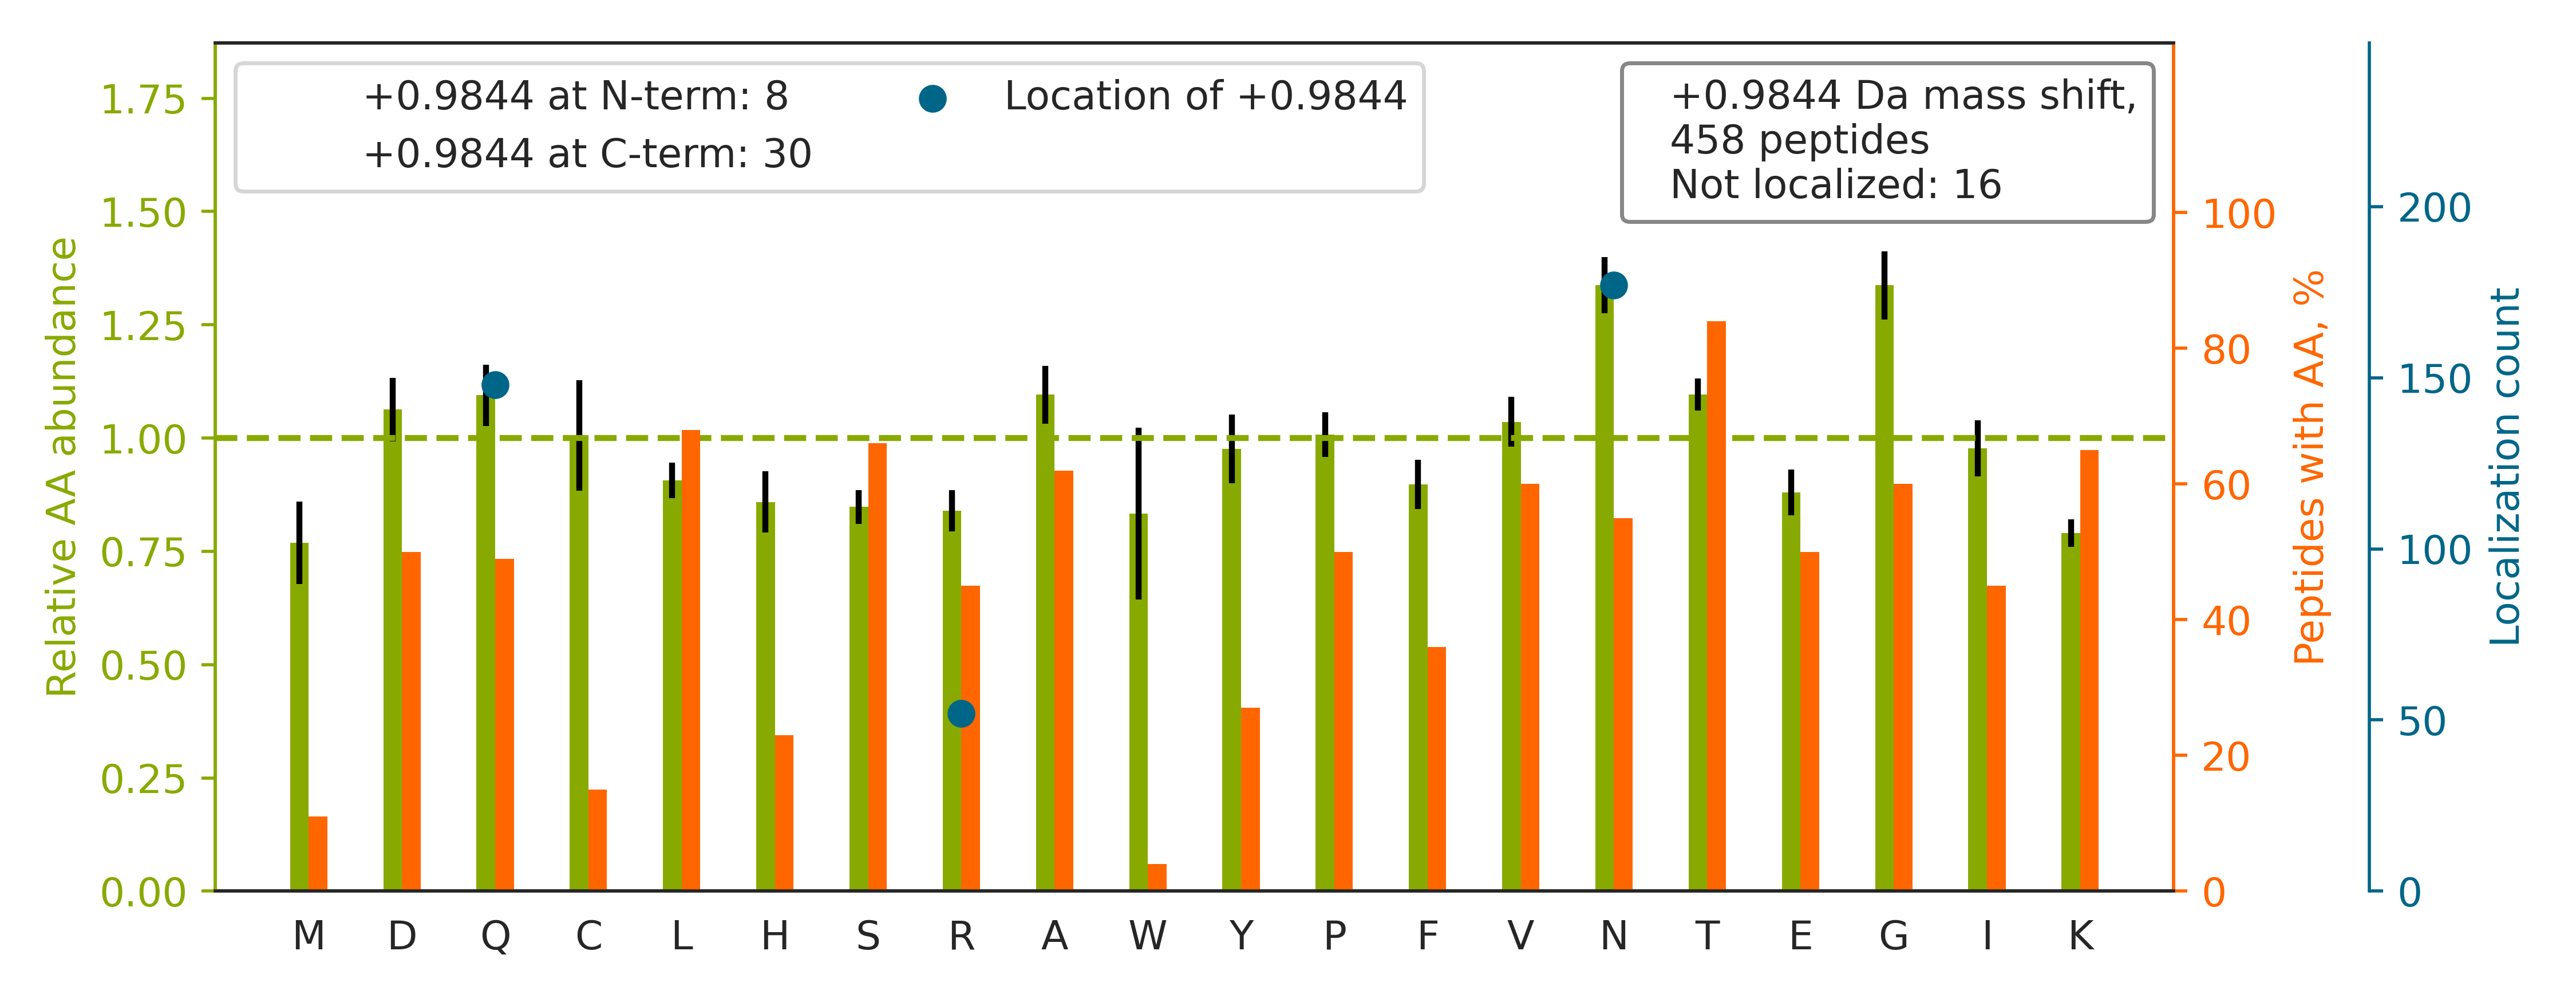 +0.9844 at N-term: 8
+0.9844 at C-term: 30
Location of +0.9844
+0.9844 Da mass shift,
458 peptides
Not localized: 16
Relative AA abundance
1.75
1.50
1.25
1.00
0.75
0.50
0.25
0.00
M D Q C L H S R A W Y P F V N T E G I K
100
80
60
40
20
0
Peptides with AA, %
200
150
100
50
0
Localization count